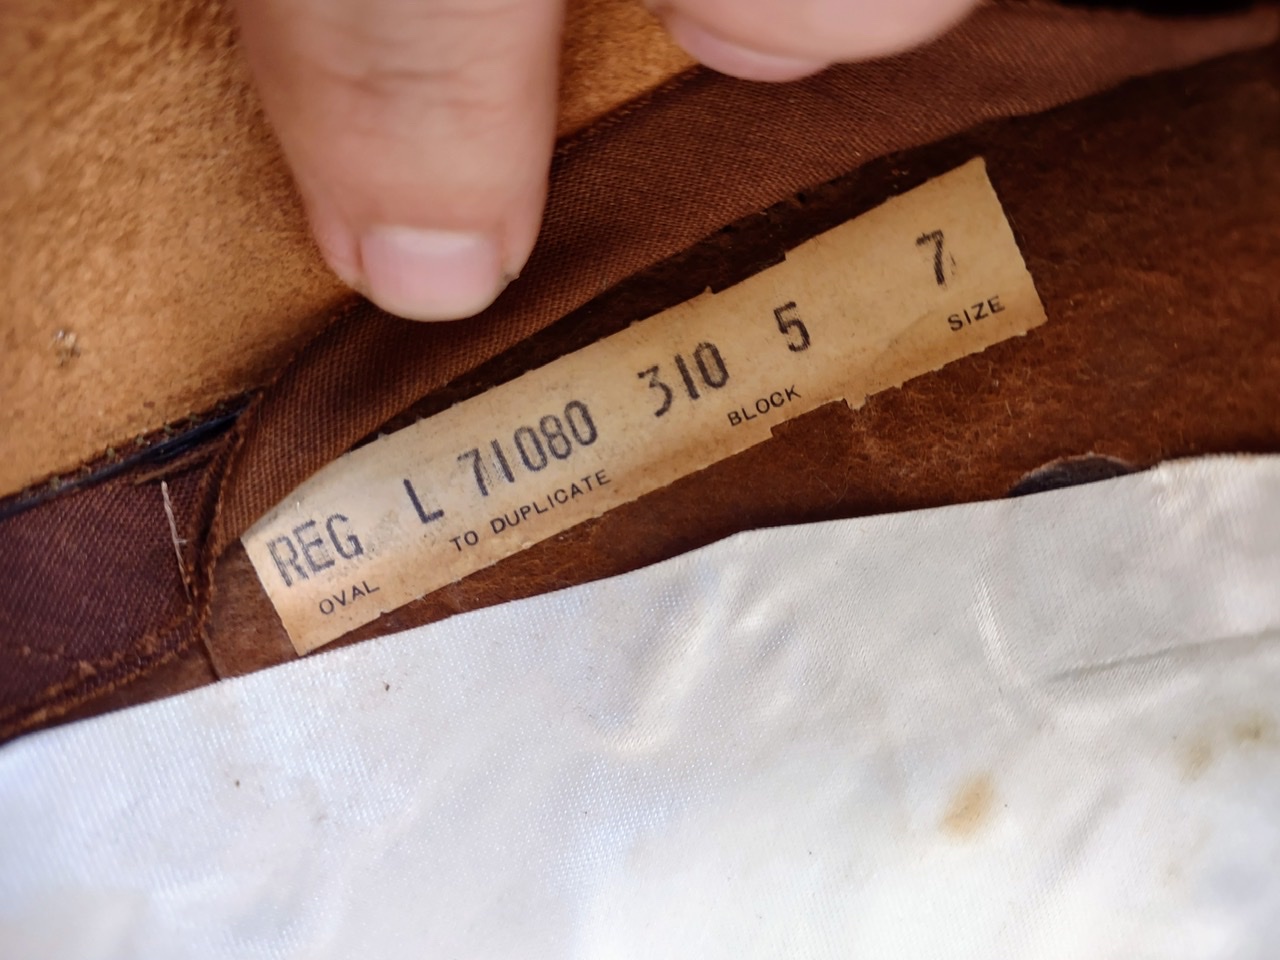 REG L 71080 310 5 7
OVAL TO DUPLICATE BLOCK SIZE